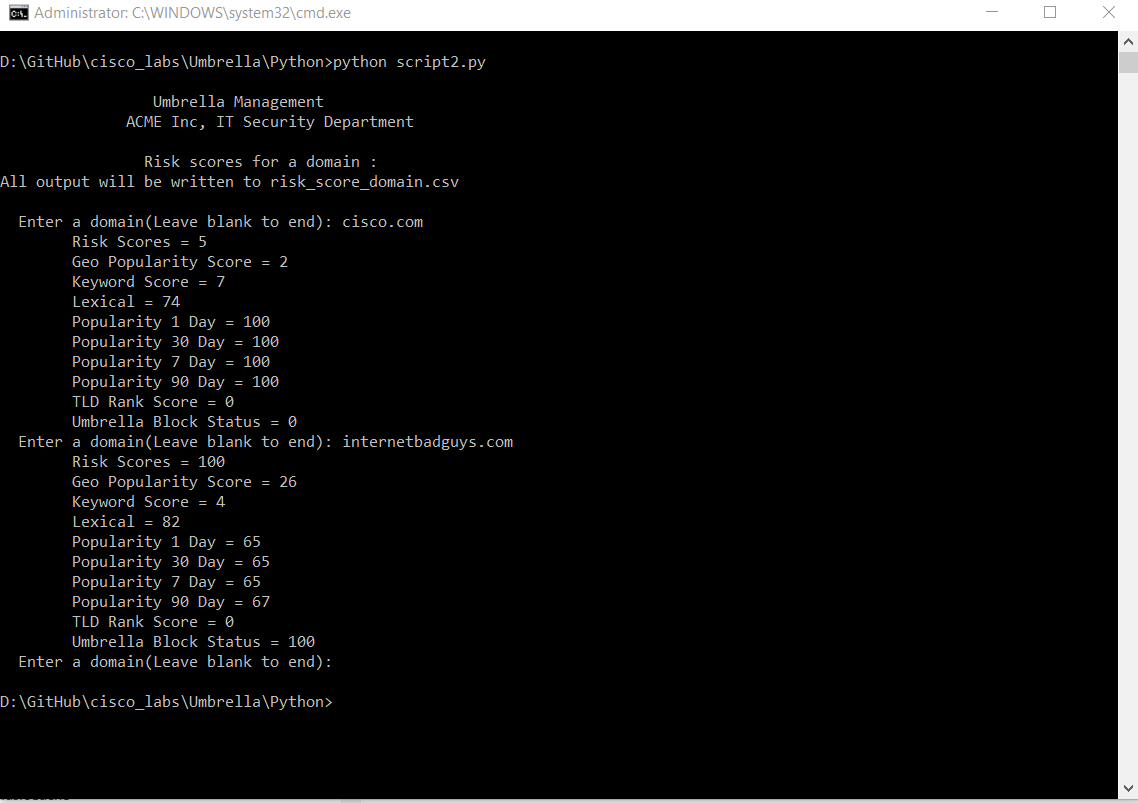 Administrator: C:\WINDOWS\system32\cmd.exe
D:\GitHub\cisco_labs\Umbrella\Python>python script2.py
Umbrella Management
ACME Inc, IT Security Department
Risk scores for a domain :
All output will be written to risk_score_domain.csv
Enter a domain(Leave blank to end): cisco.com
Risk Scores = 5
Geo Popularity Score = 2
Keyword Score = 7
Lexical = 74
Popularity 1 Day = 100
Popularity 30 Day = 100
Popularity 7 Day = 100
Popularity 90 Day = 100
TLD Rank Score = 0
Umbrella Block Status = 0
Enter a domain(Leave blank to end): internetbadguys.com
Risk Scores = 100
Geo Popularity Score = 26
Keyword Score = 4
Lexical = 82
Popularity 1 Day = 65
Popularity 30 Day = 65
Popularity 7 Day = 65
Popularity 90 Day = 67
TLD Rank Score = 0
Umbrella Block Status = 100
Enter a domain(Leave blank to end):
D:\GitHub\cisco_labs\Umbrella\Python>